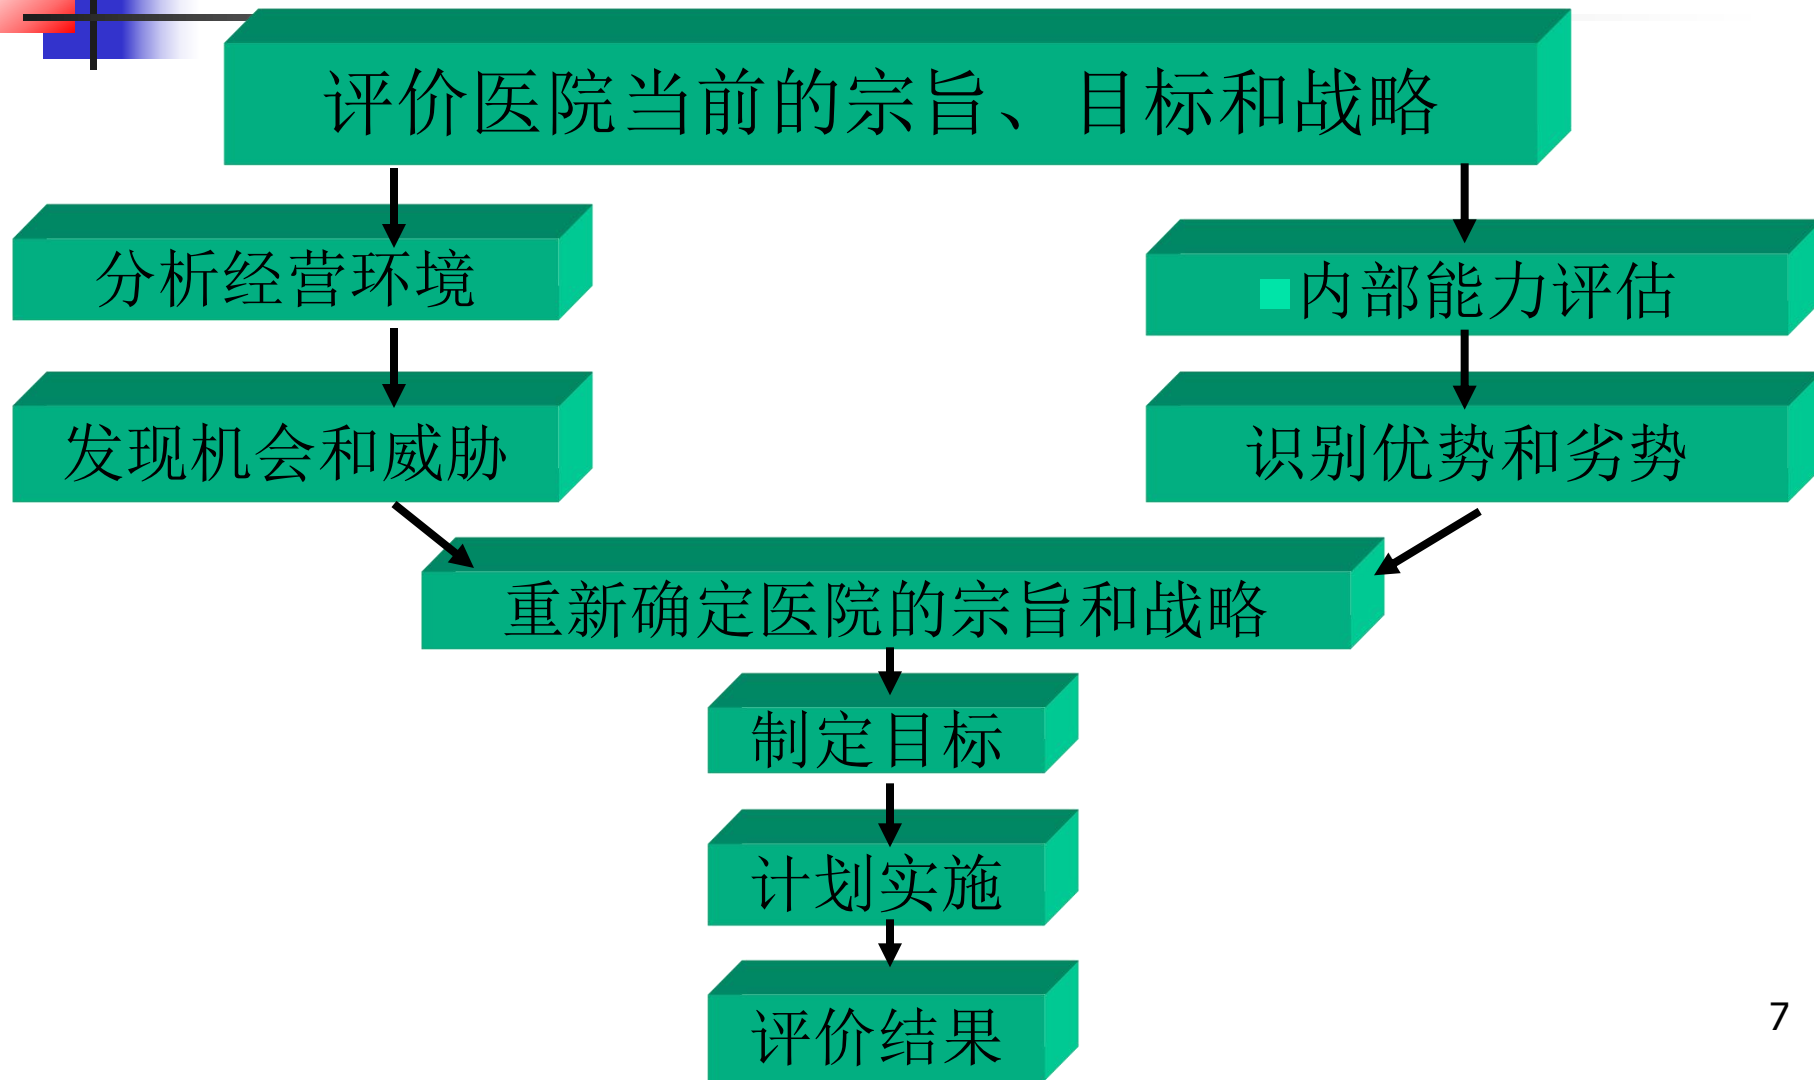 评价医院当前的宗旨、目标和战略
分析经营环境
内部能力评估
发现机会和威胁
识别优势和劣势
重新确定医院的宗旨和战略
制定目标
计划实施
评价结果
7